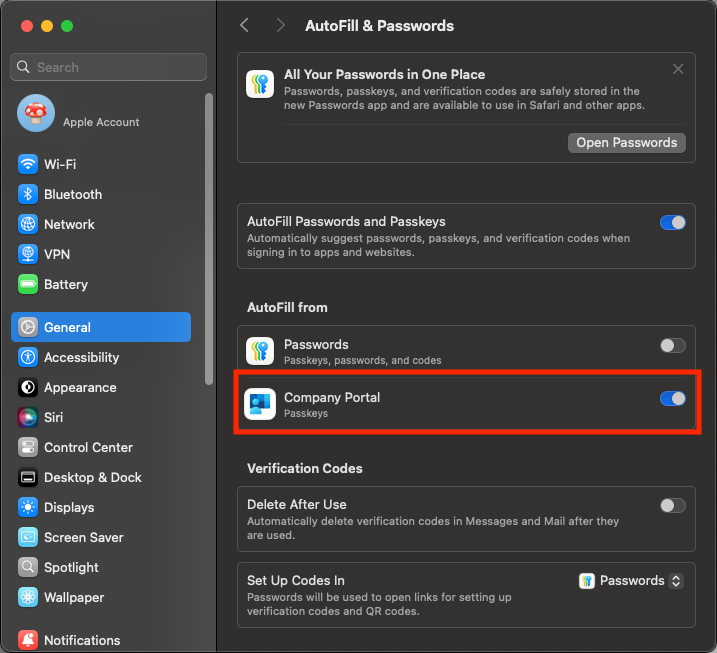 Search
Apple Account
Wi-Fi
Bluetooth
Network
VPN
Battery
General
Accessibility
Appearance
Siri
Control Center
Desktop & Dock
Displays
Screen Saver
Spotlight
Wallpaper
Notifications
AutoFill & Passwords
All Your Passwords in One Place
Passwords, passkeys, and verification codes are safely stored in the
new Passwords app and are available to use in Safari and other apps.
Open Passwords
AutoFill Passwords and Passkeys
Automatically suggest passwords, passkeys, and verification codes when
signing in to apps and websites.
AutoFill from
Passwords
Passkeys, passwords, and codes
Company Portal
Passkeys
Verification Codes
Delete After Use
Automatically delete verification codes in Messages and Mail after they
are used.
Set Up Codes In
Passwords
Passwords will be used to open links for setting up
verification codes and QR codes.